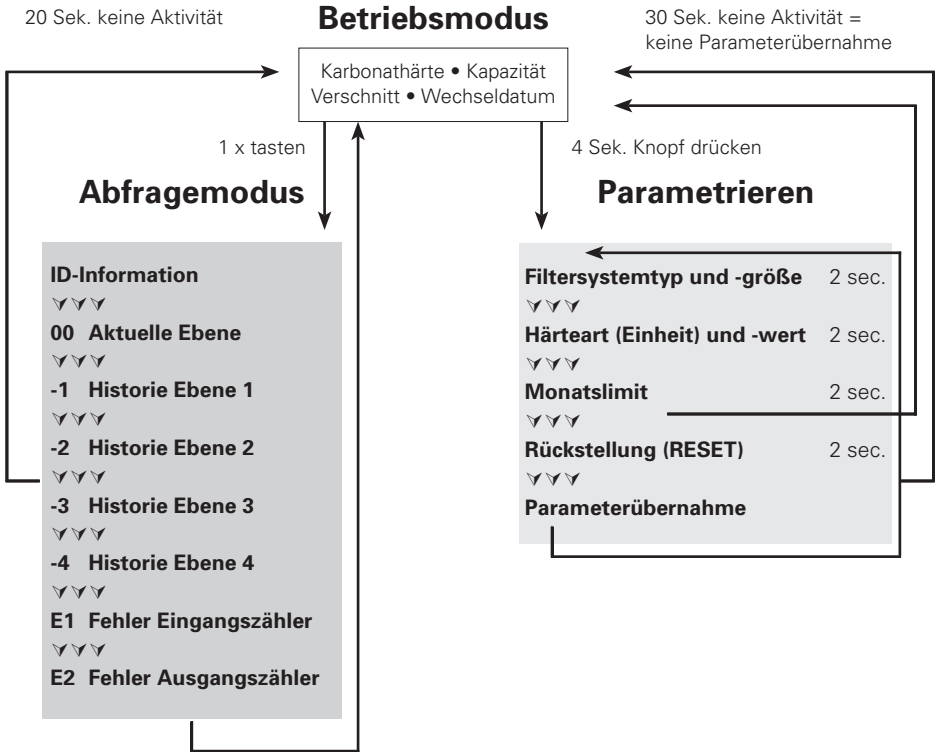 20 Sek. keine Aktivität
Betriebsmodus
30 Sek. keine Aktivität =
keine Parameterübernahme
Karbonathärte • Kapazität
Verschnitt • Wechseldatum
1 x tasten
4 Sek. Knopf drücken
Abfragemodus
Parametrieren
ID-Information
00 Aktuelle Ebene
-1 Historie Ebene 1
-2 Historie Ebene 2
-3 Historie Ebene 3
-4 Historie Ebene 4
E1 Fehler Eingangszähler
E2 Fehler Ausgangszähler
Filtersystemtyp und -größe 2 sec.
Härteart (Einheit) und -wert 2 sec.
Monatslimit 2 sec.
Rückstellung (RESET) 2 sec.
Parameterübernahme